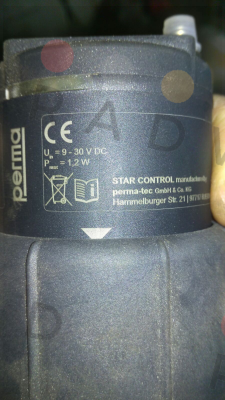 perma
CE
U = 9 - 30 V DC
P = 1,2 W
STAR CONTROL
perma-tec GmbH & Co. KG
Hammelburger Str. 21 |